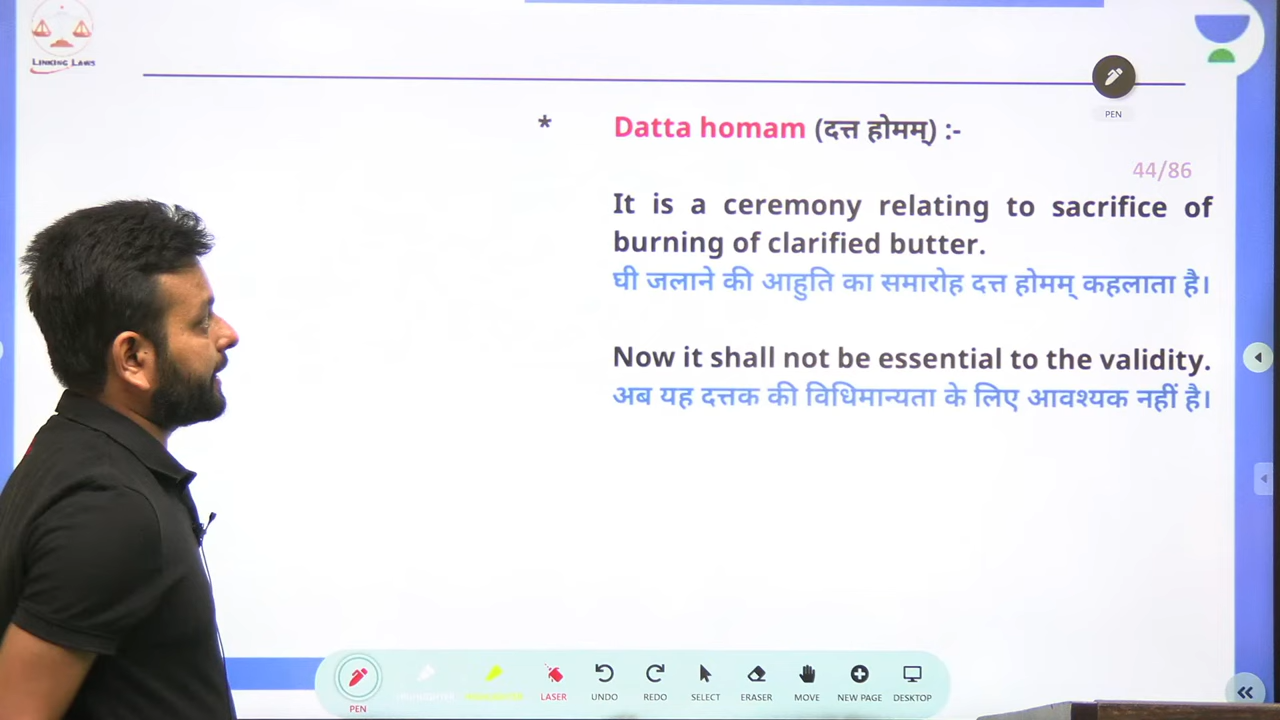 LINKING LAWS
PEN
* Datta homam (दत्त होमम्) :-
44/86
It is a ceremony relating to sacrifice of
burning of clarified butter.
घी जलाने की आहुति का समारोह दत्त होमम् कहलाता है।
Now it shall not be essential to the validity.
अब यह दत्तक की विधिमान्यता के लिए आवश्यक नहीं है।
PEN HIGHLIGHTER HIGHLIGHTER LASER UNDO REDO SELECT ERASER MOVE NEW PAGE DESKTOP